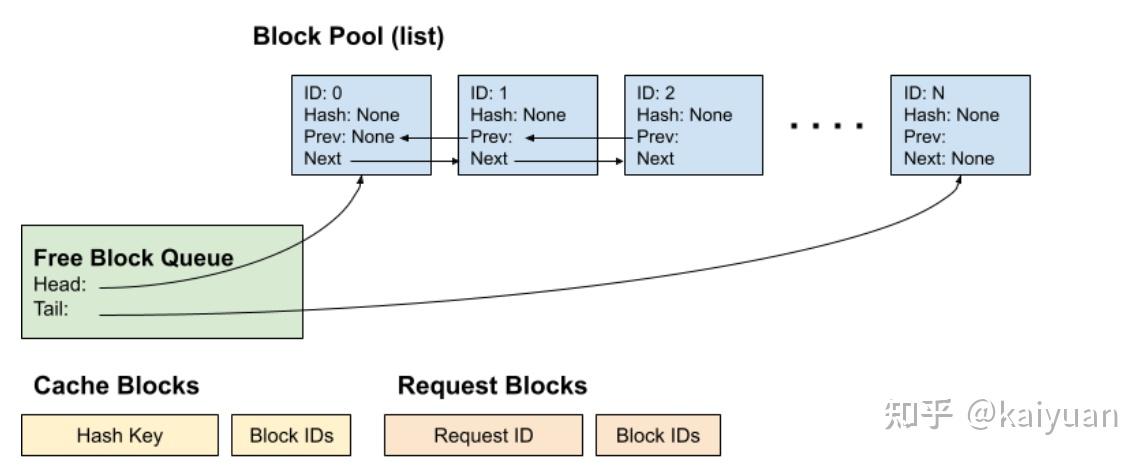 Block Pool (list)
ID: 0
Hash: None
Prev: None
Next
ID: 1
Hash: None
Prev:
Next
ID: 2
Hash: None
Prev:
Next
. . . .
ID: N
Hash: None
Prev:
Next: None
Free Block Queue
Head:
Tail:
Cache Blocks
Hash Key
Block IDs
Request Blocks
Request ID
Block IDs
知乎 @kaiyuan